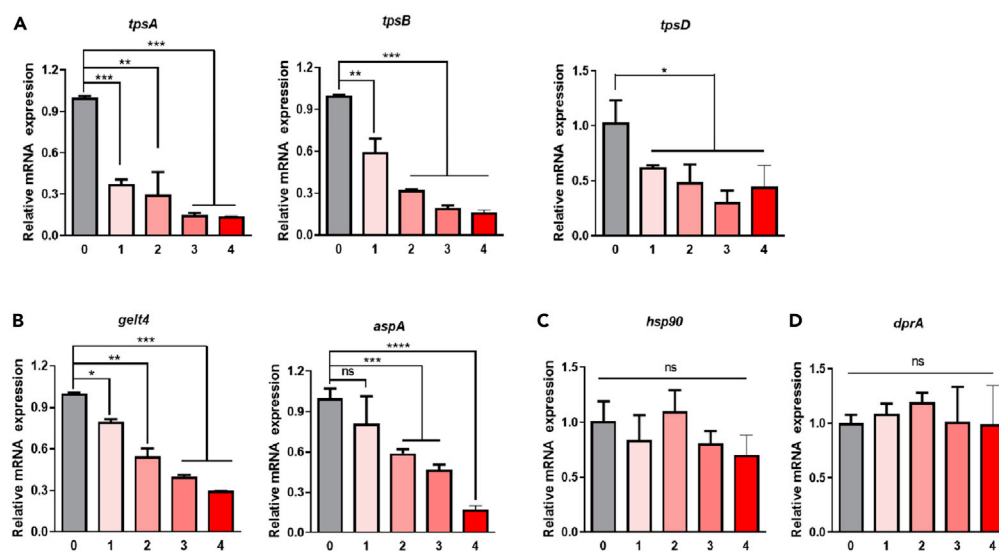 A
tpsA
Relative mRNA expression
1.2
0.9
0.6
0.3
0.0
***
**
***
0 1 2 3 4
tpsB
Relative mRNA expression
1.2
0.9
0.6
0.3
0.0
***
**
0 1 2 3 4
tpsD
Relative mRNA expression
1.5
1.0
0.5
0.0
*
0 1 2 3 4
B
gelt4
Relative mRNA expression
1.2
0.9
0.6
0.3
0.0
***
**
*
0 1 2 3 4
aspA
Relative mRNA expression
1.2
0.9
0.6
0.3
0.0
****
***
ns
0 1 2 3 4
C
hsp90
Relative mRNA expression
1.5
1.0
0.5
0.0
ns
0 1 2 3 4
D
dprA
Relative mRNA expression
1.5
1.0
0.5
0.0
ns
0 1 2 3 4